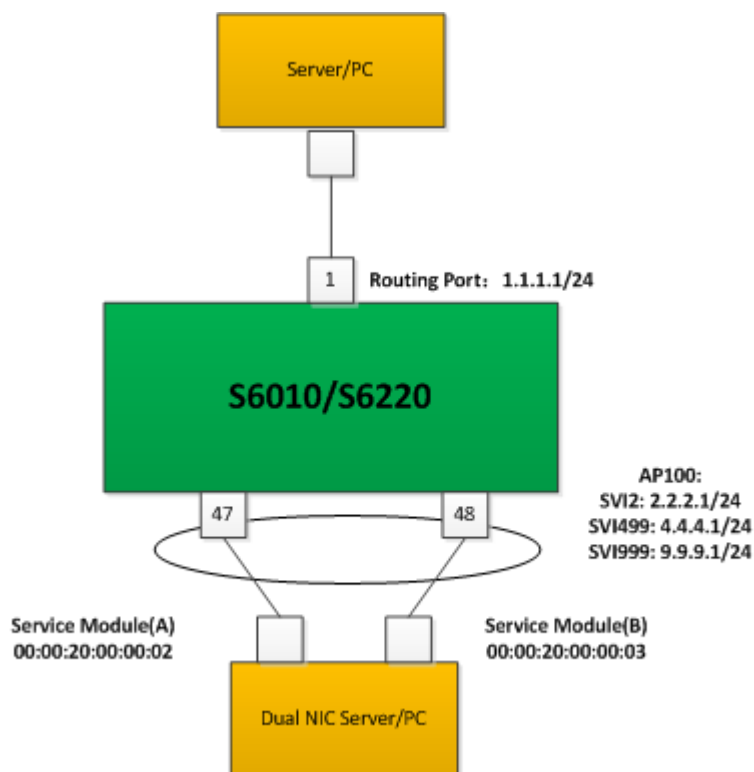 Server/PC
1
Routing Port： 1.1.1.1/24
S6010/S6220
47
48
AP100:
SVI2: 2.2.2.1/24
SVI499: 4.4.4.1/24
SVI999: 9.9.9.1/24
Service Module(A)
00:00:20:00:00:02
Service Module(B)
00:00:20:00:00:03
Dual NIC Server/PC